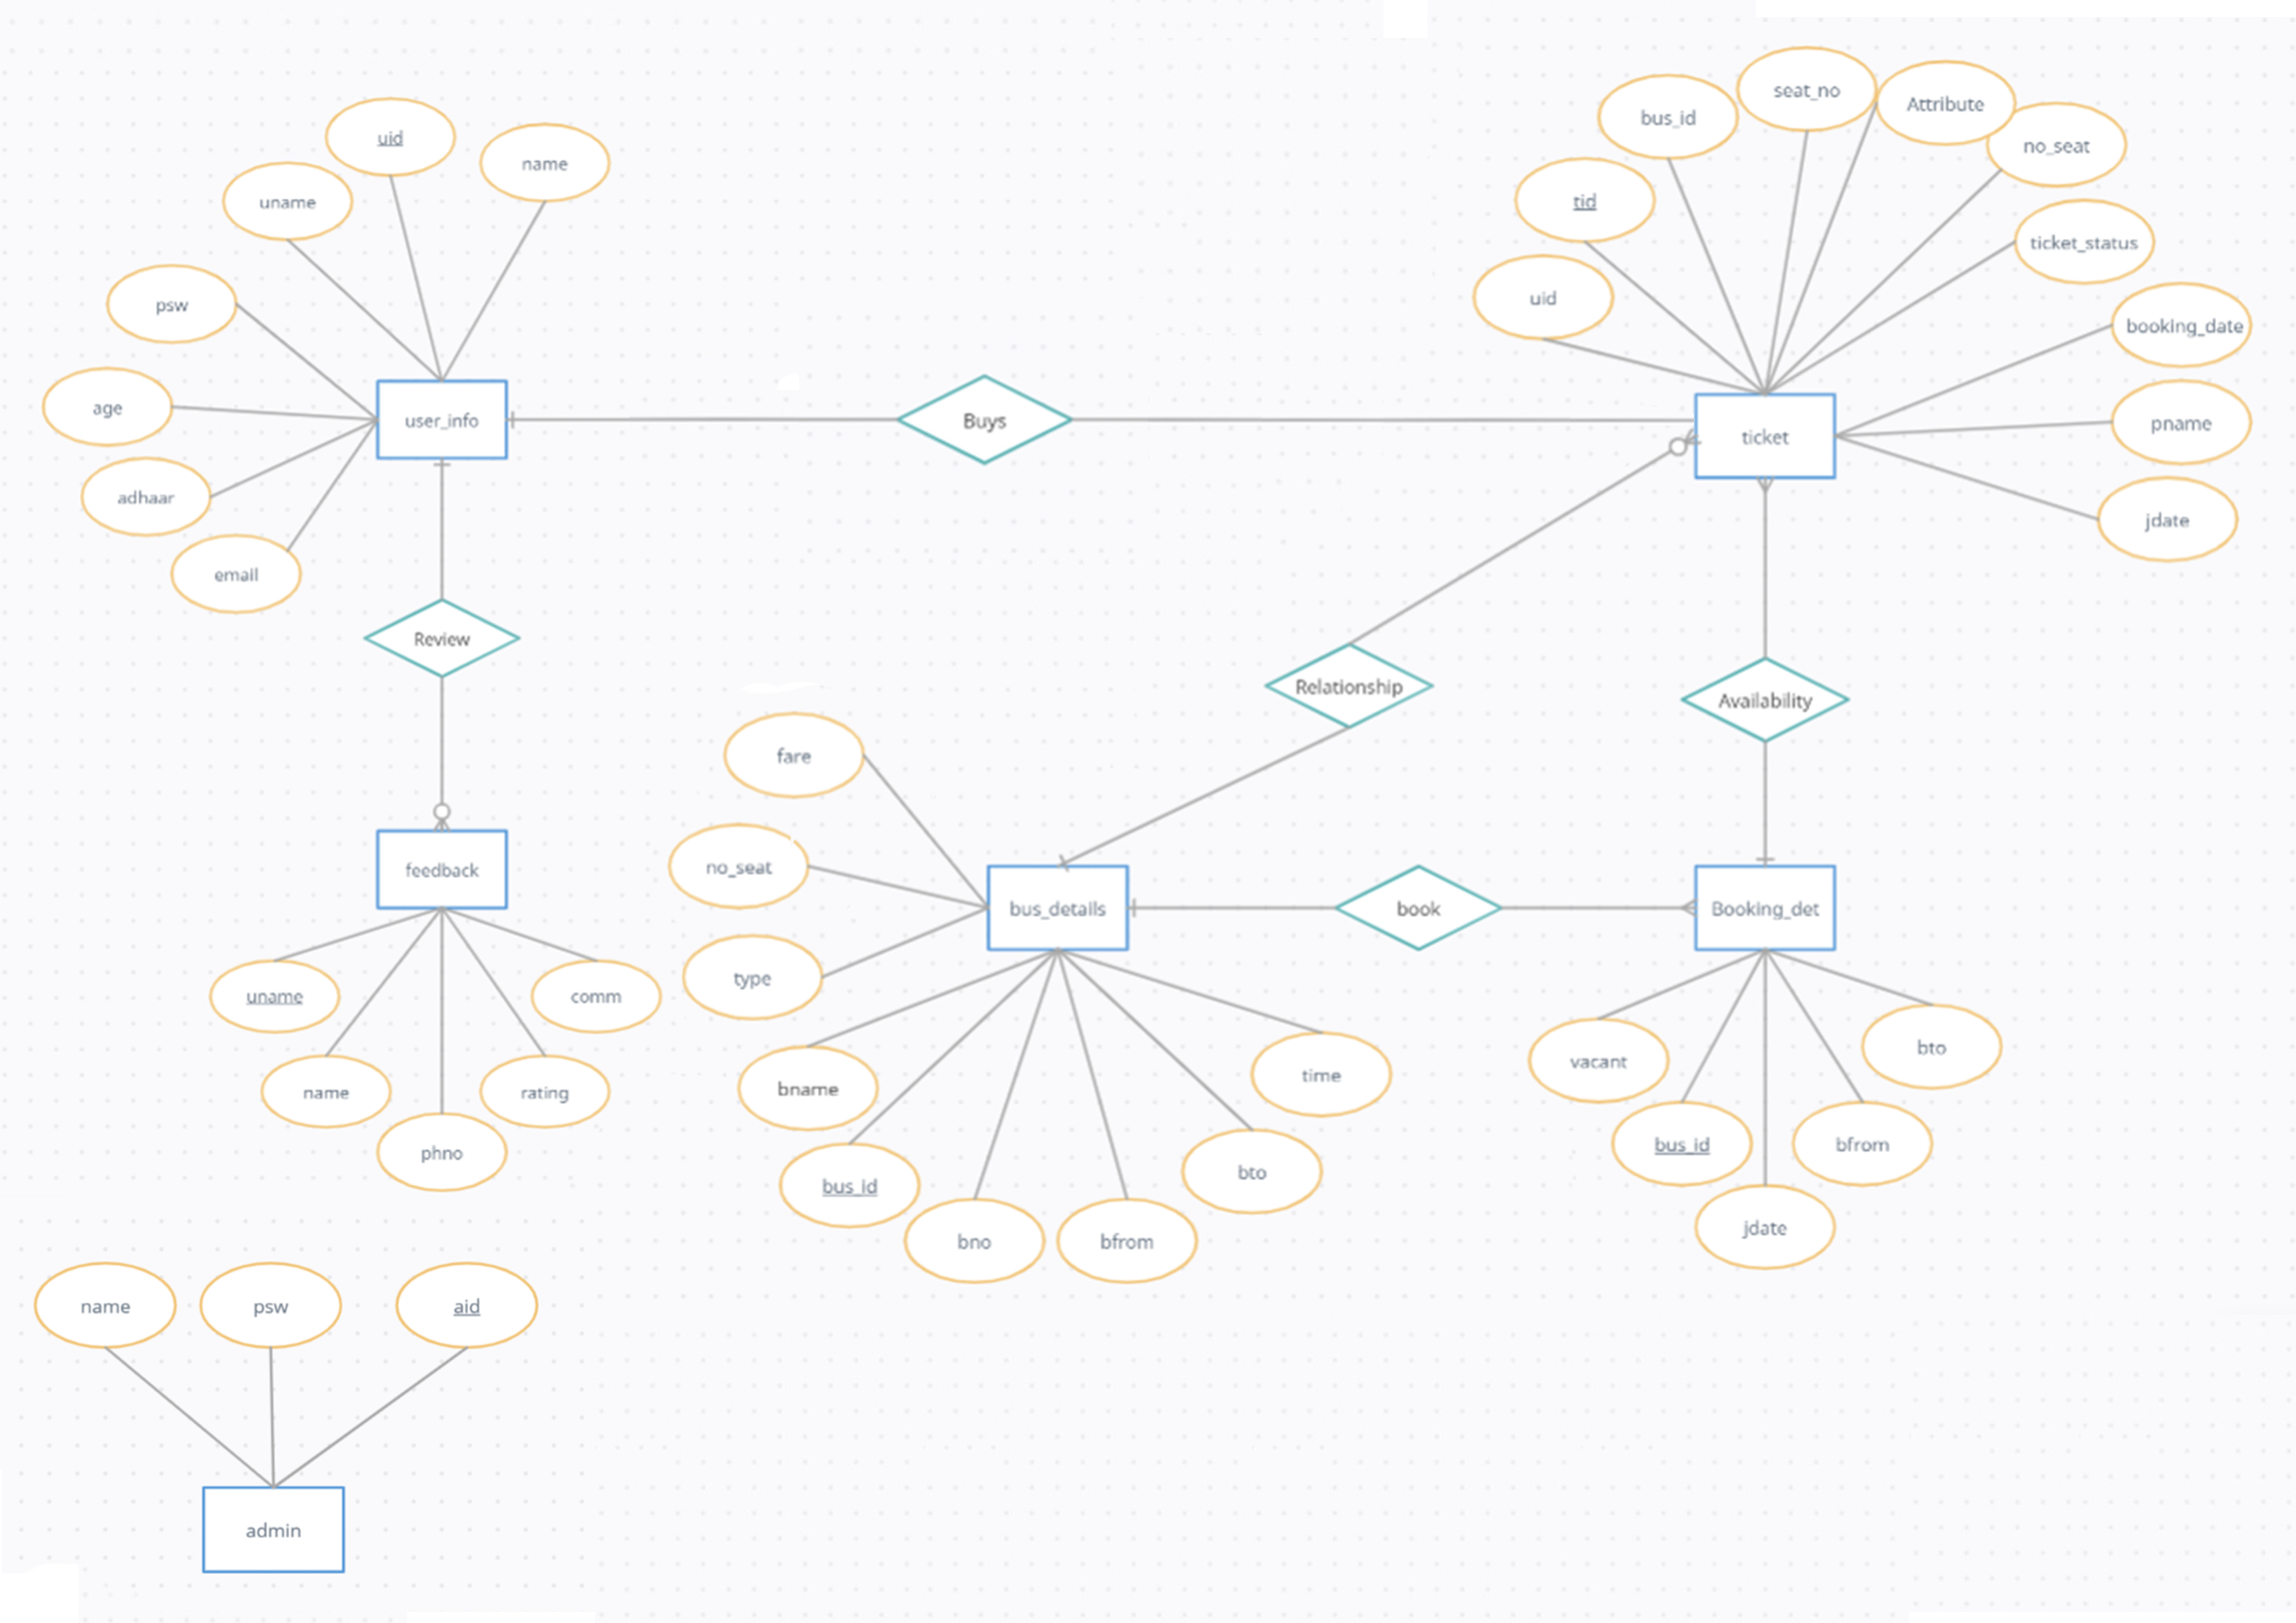 seat_no
Attribute
bus_id
no_seat
uid
name
uname
tid
ticket_status
uid
psw
booking_date
age
user_info
Buys
ticket
pname
adhaar
jdate
email
Review
Relationship
Availability
fare
no_seat
feedback
bus_details
book
Booking_det
type
uname
comm
name
rating
phno
bname
time
vacant
bto
bus_id
bto
bus_id
bfrom
bno
bfrom
jdate
name
psw
aid
admin